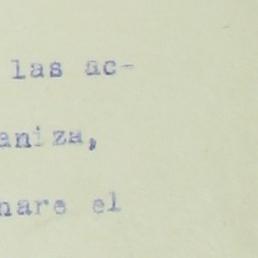 las ac-
aniza,
nare el